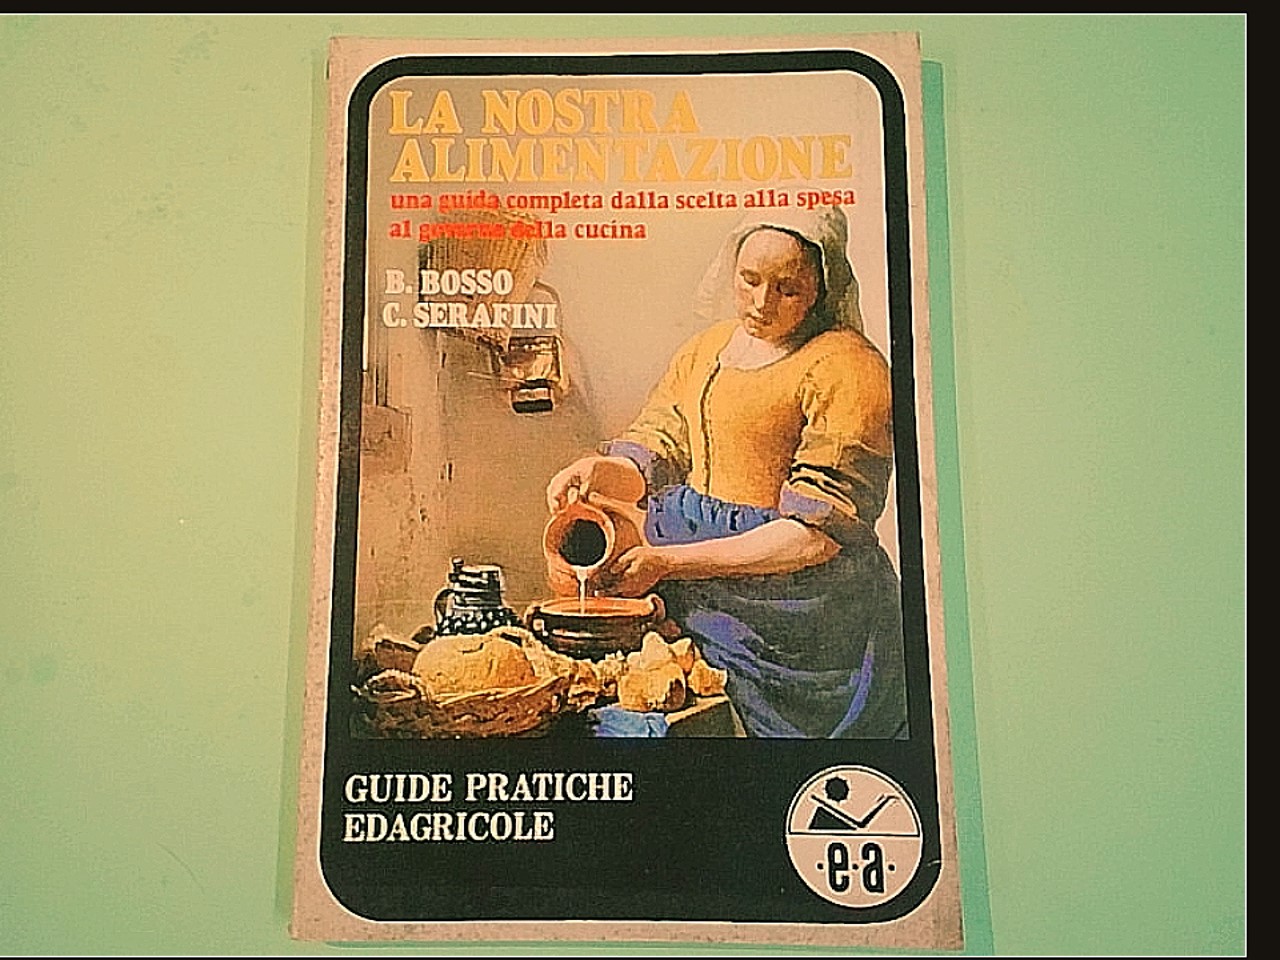 LA NOSTRA
ALIMENTAZIONE
una guida completa dalla scelta alla spesa
al governo della cucina
B. BOSSO
C. SERAFINI
GUIDE PRATICHE
EDAGRICOLE
·e·a·